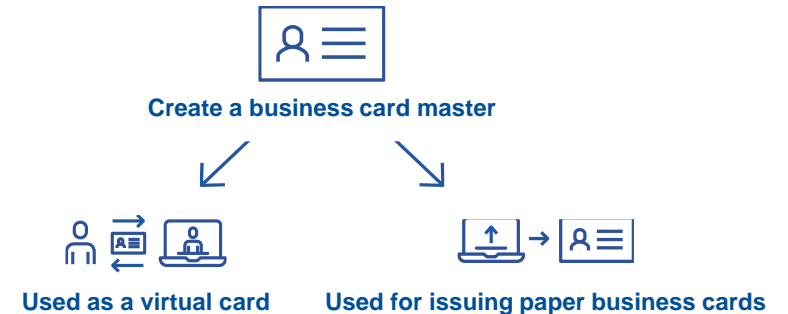 Create a business card master
Used as a virtual card
Used for issuing paper business cards